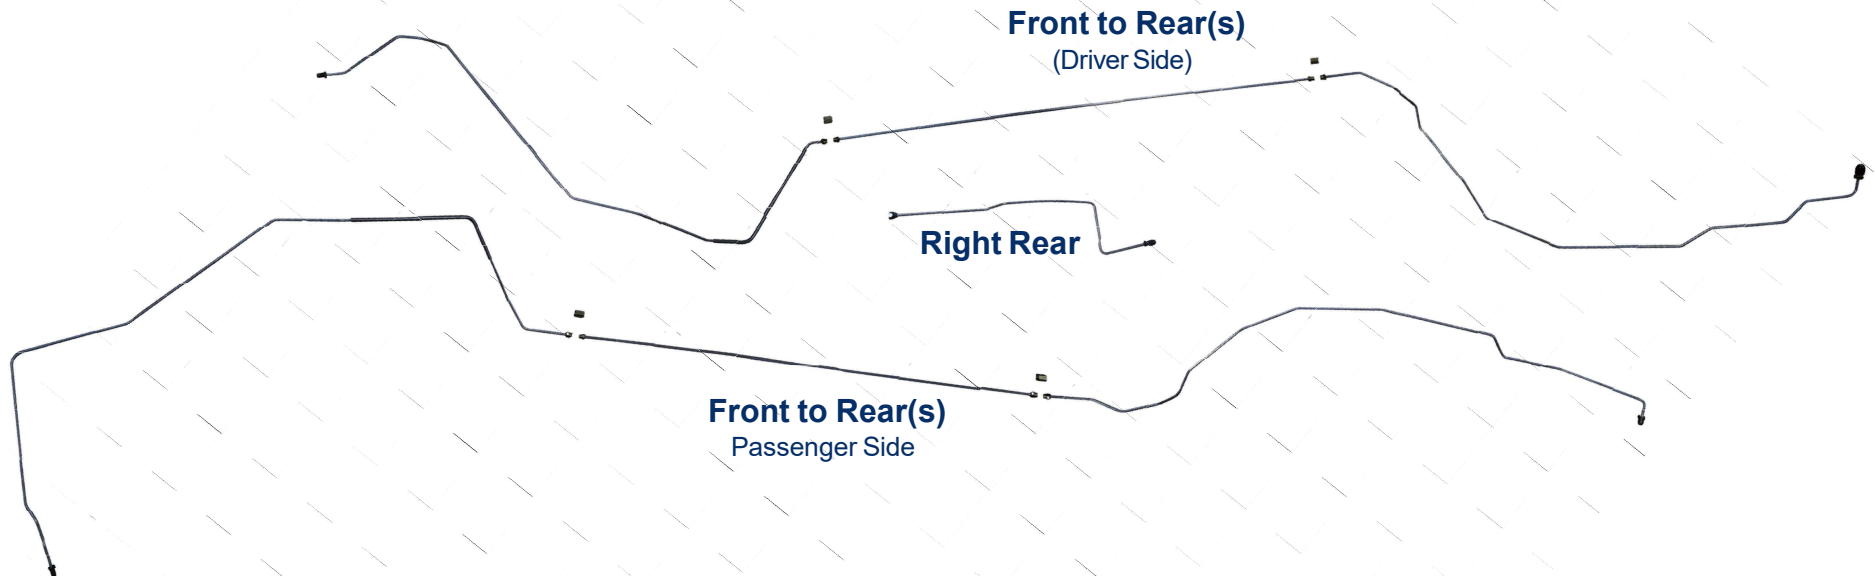 Front to Rear(s)
(Driver Side)
Right Rear
Front to Rear(s)
Passenger Side